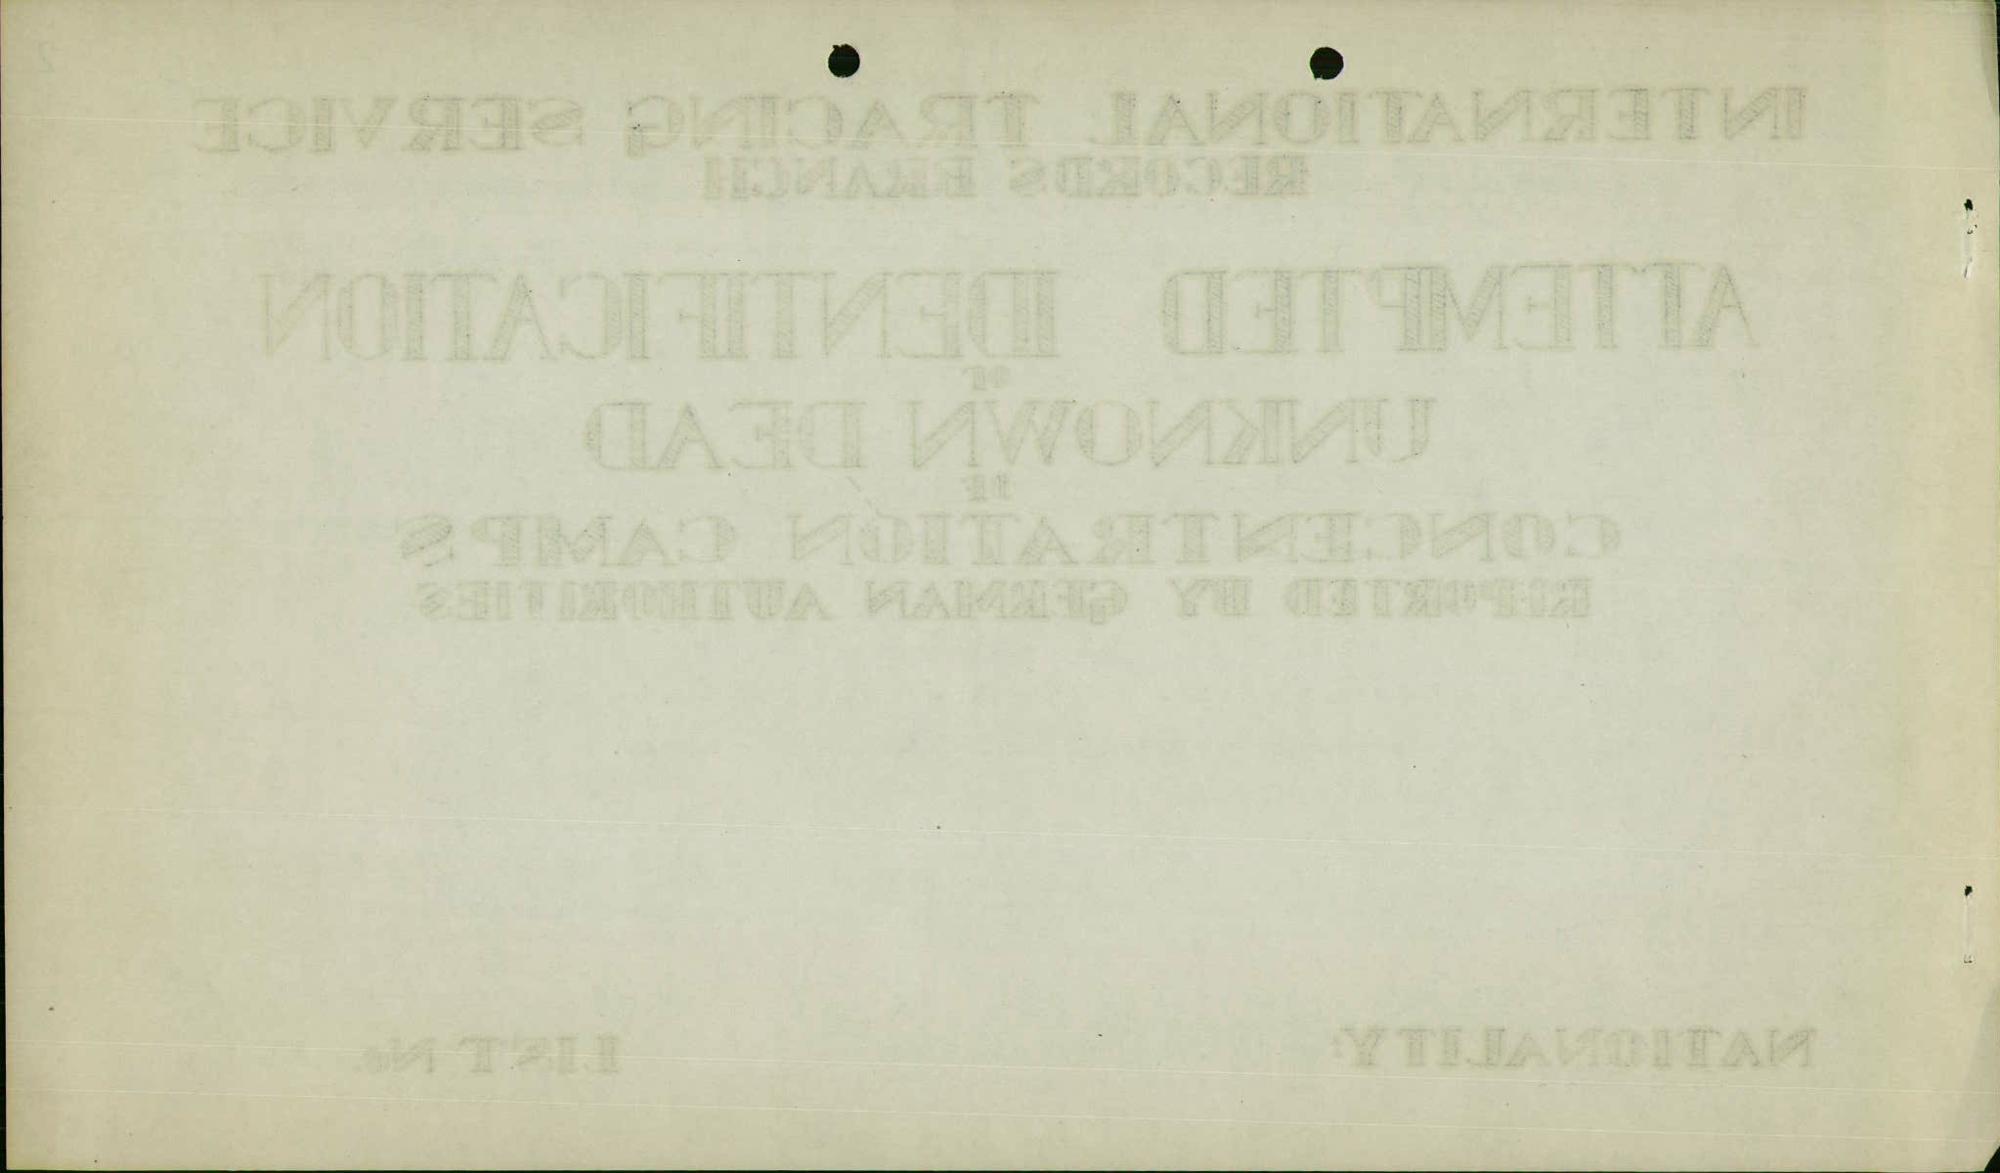 INTERNATIONAL TRACING SERVICE
RECORDS BRANCH
ATTEMPTED IDENTIFICATION
OF
UNKNOWN DEAD
OF
CONCENTRATION CAMPS
REPORTED BY GERMAN AUTHORITIES
NATIONALITY: LIST No.